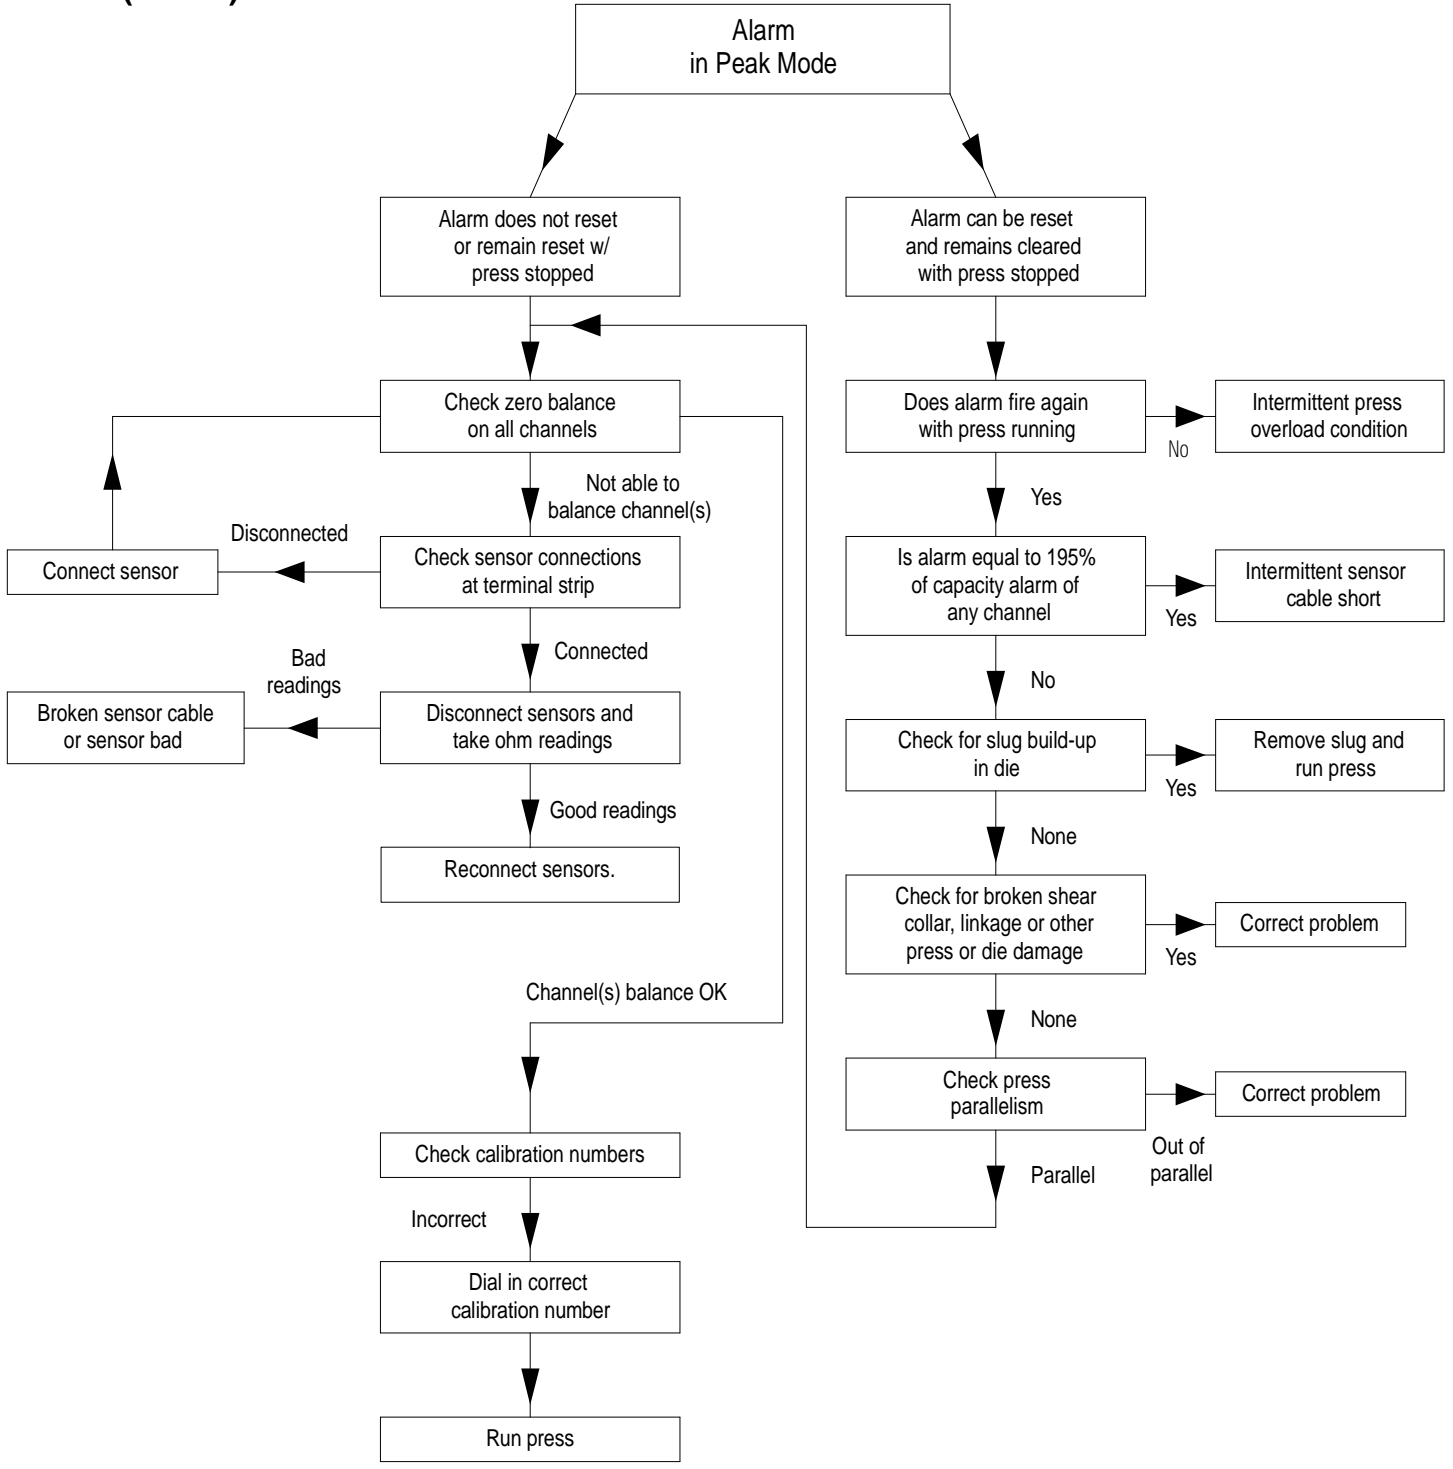 Alarm
in Peak Mode
Alarm does not reset
or remain reset w/
press stopped
Alarm can be reset
and remains cleared
with press stopped
Check zero balance
on all channels
Does alarm fire again
with press running
No
Intermittent press
overload condition
Not able to
balance channel(s)
Yes
Disconnected
Connect sensor
Check sensor connections
at terminal strip
Is alarm equal to 195%
of capacity alarm of
any channel
Yes
Intermittent sensor
cable short
Connected
No
Bad
readings
Broken sensor cable
or sensor bad
Disconnect sensors and
take ohm readings
Check for slug build-up
in die
Yes
Remove slug and
run press
Good readings
None
Reconnect sensors.
Check for broken shear
collar, linkage or other
press or die damage
Yes
Correct problem
Channel(s) balance OK
None
Check press
parallelism
Correct problem
Out of
parallel
Parallel
Check calibration numbers
Incorrect
Dial in correct
calibration number
Run press